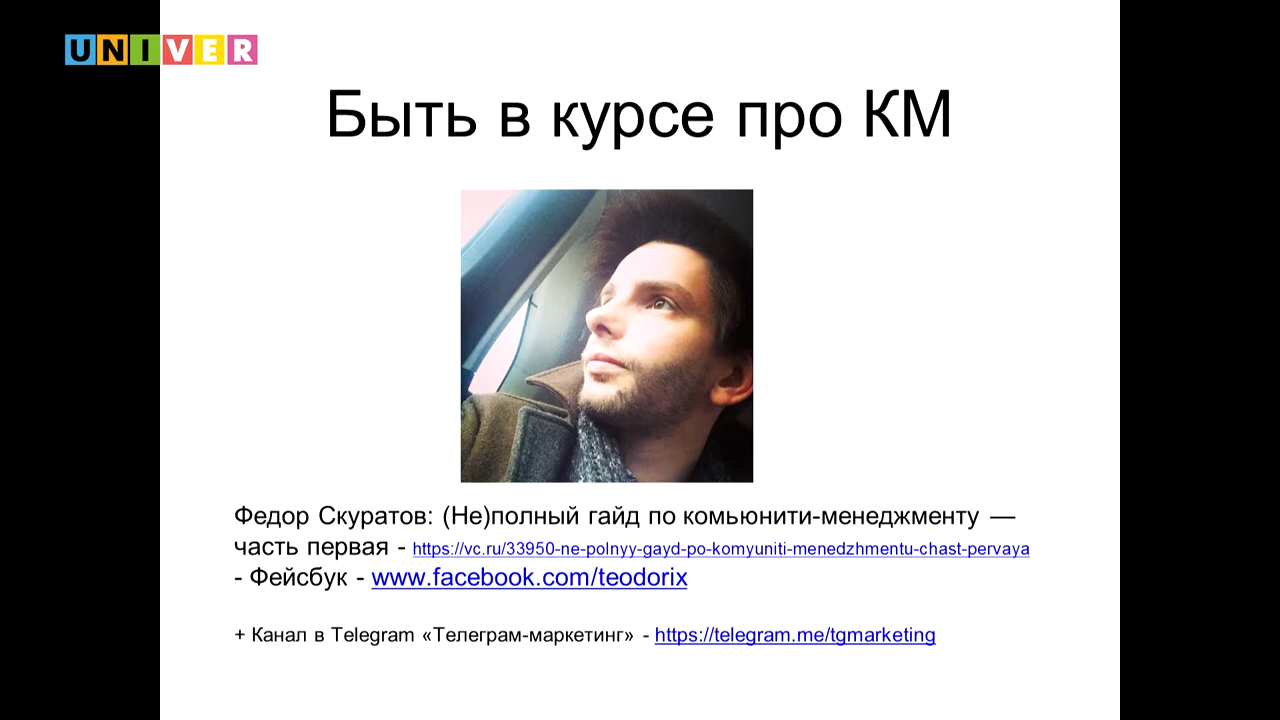 UNIVER
Быть в курсе про КМ
Федор Скуратов: (Не)полный гайд по комьюнити-менеджменту —
часть первая - https://vc.ru/33950-ne-polnyy-gayd-po-komyuniti-menedzhmentu-chast-pervaya
- Фейсбук - www.facebook.com/teodorix
+ Канал в Telegram «Телеграм-маркетинг» - https://telegram.me/tgmarketing